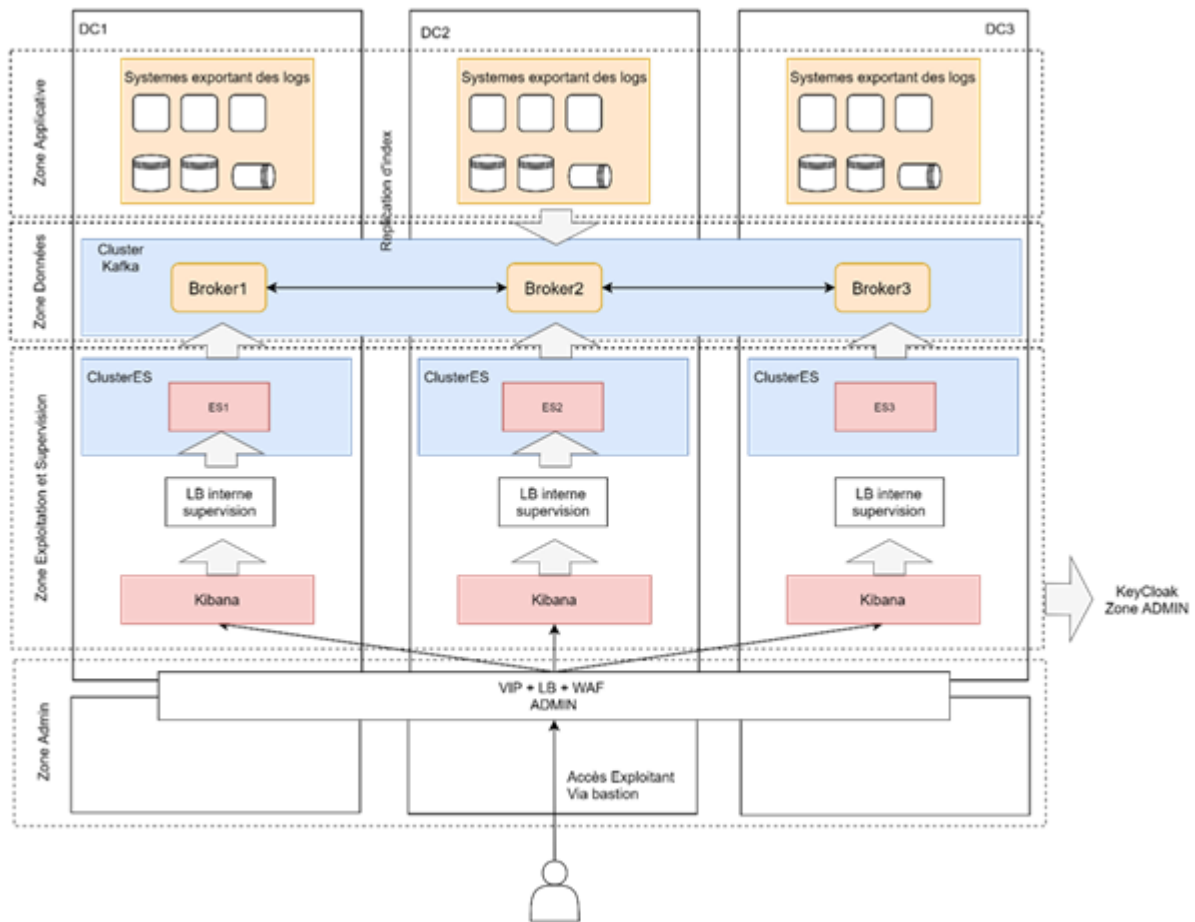 DC1
DC2
DC3
Zone Applicative
Systemes exportant des logs
Systemes exportant des logs
Systemes exportant des logs
Replication d'index
Zone Données
Cluster
Kafka
Broker1
Broker2
Broker3
Zone Exploitation et Supervision
ClusterES
ClusterES
ClusterES
ES1
ES2
ES3
LB interne
supervision
LB interne
supervision
LB interne
supervision
Kibana
Kibana
Kibana
KeyCloak
Zone ADMIN
Zone Admin
VIP + LB + WAF
ADMIN
Accès Exploitant
Via bastion